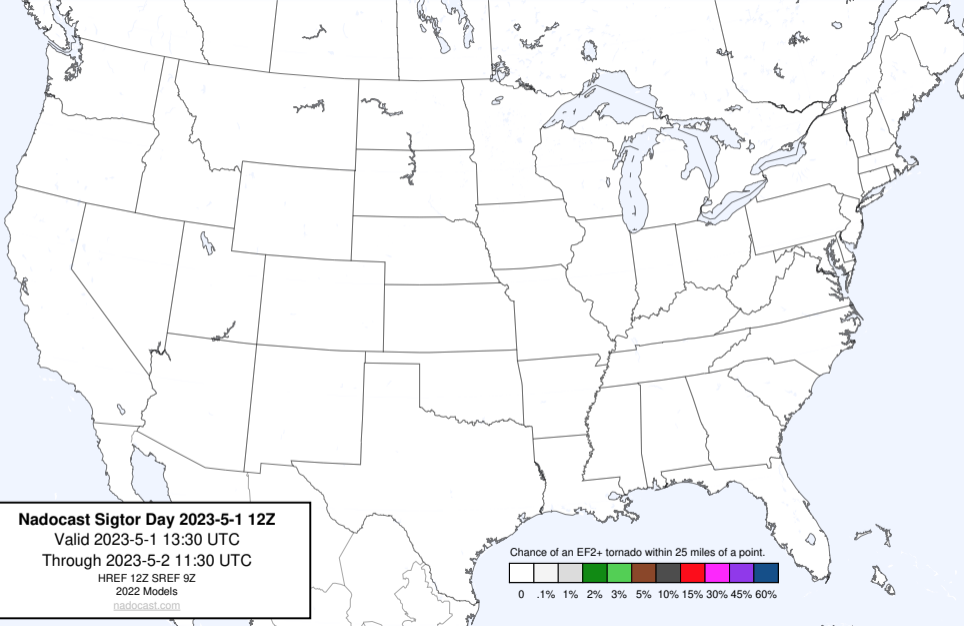 Nadocast Sigtor Day 2023-5-1 12Z
Valid 2023-5-1 13:30 UTC
Through 2023-5-2 11:30 UTC
HREF 12Z SREF 9Z
2022 Models
nadocast.com
Chance of an EF2+ tornado within 25 miles of a point.
0 .1% 1% 2% 3% 5% 10% 15% 30% 45% 60%